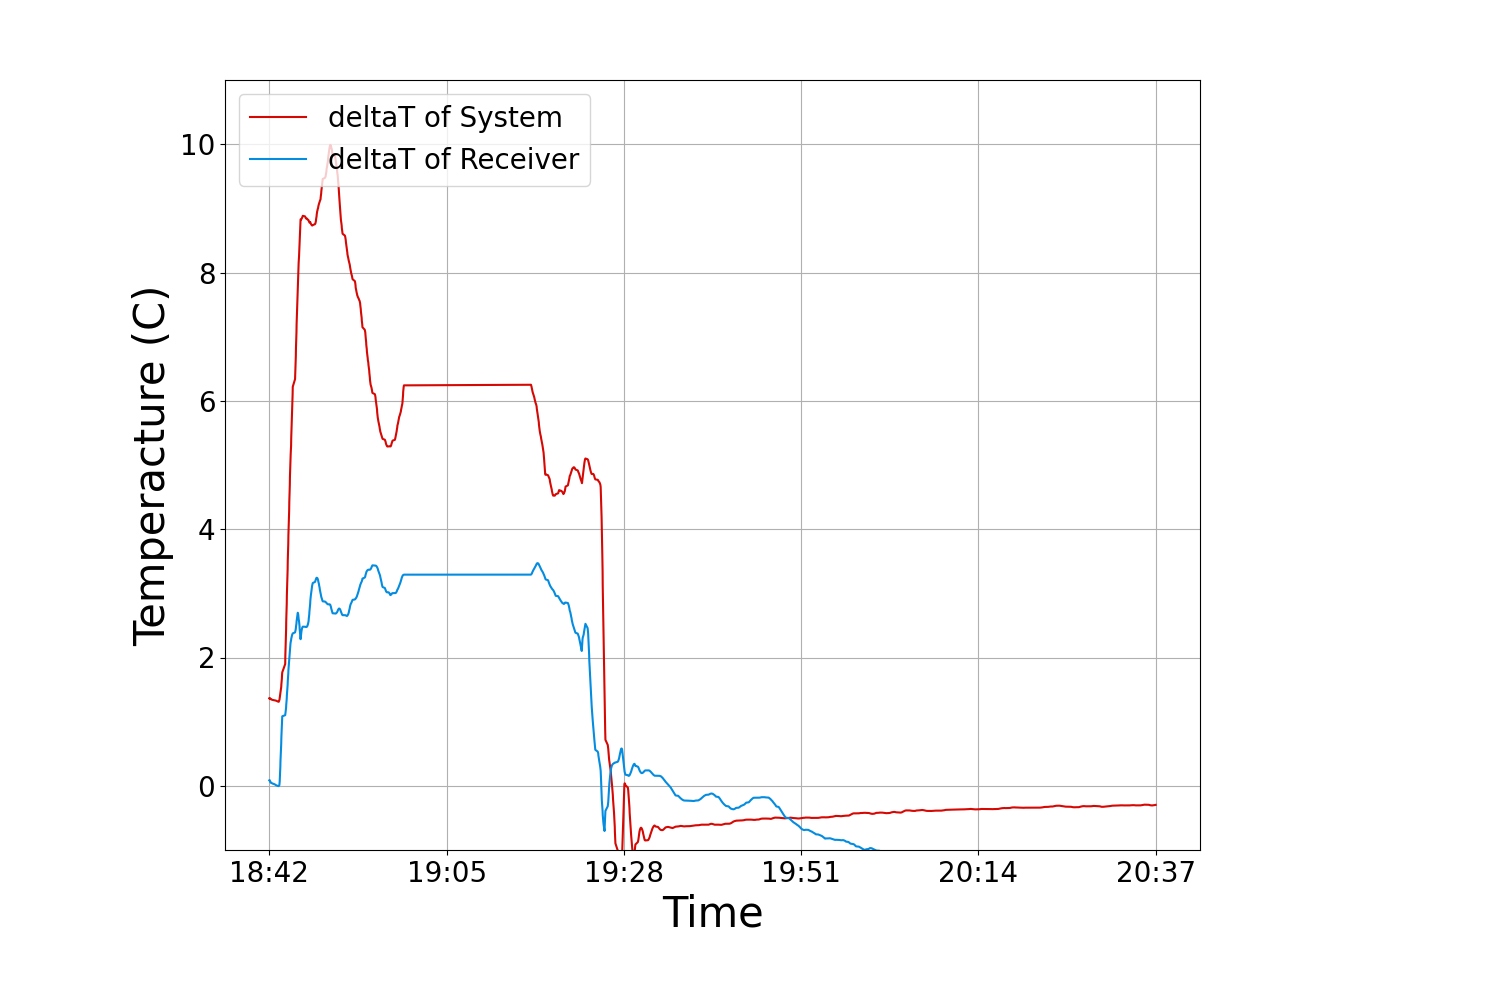 deltaT of System
deltaT of Receiver
10
8
6
4
2
0
Temperacture (C)
18:42 19:05 19:28 19:51 20:14 20:37
Time